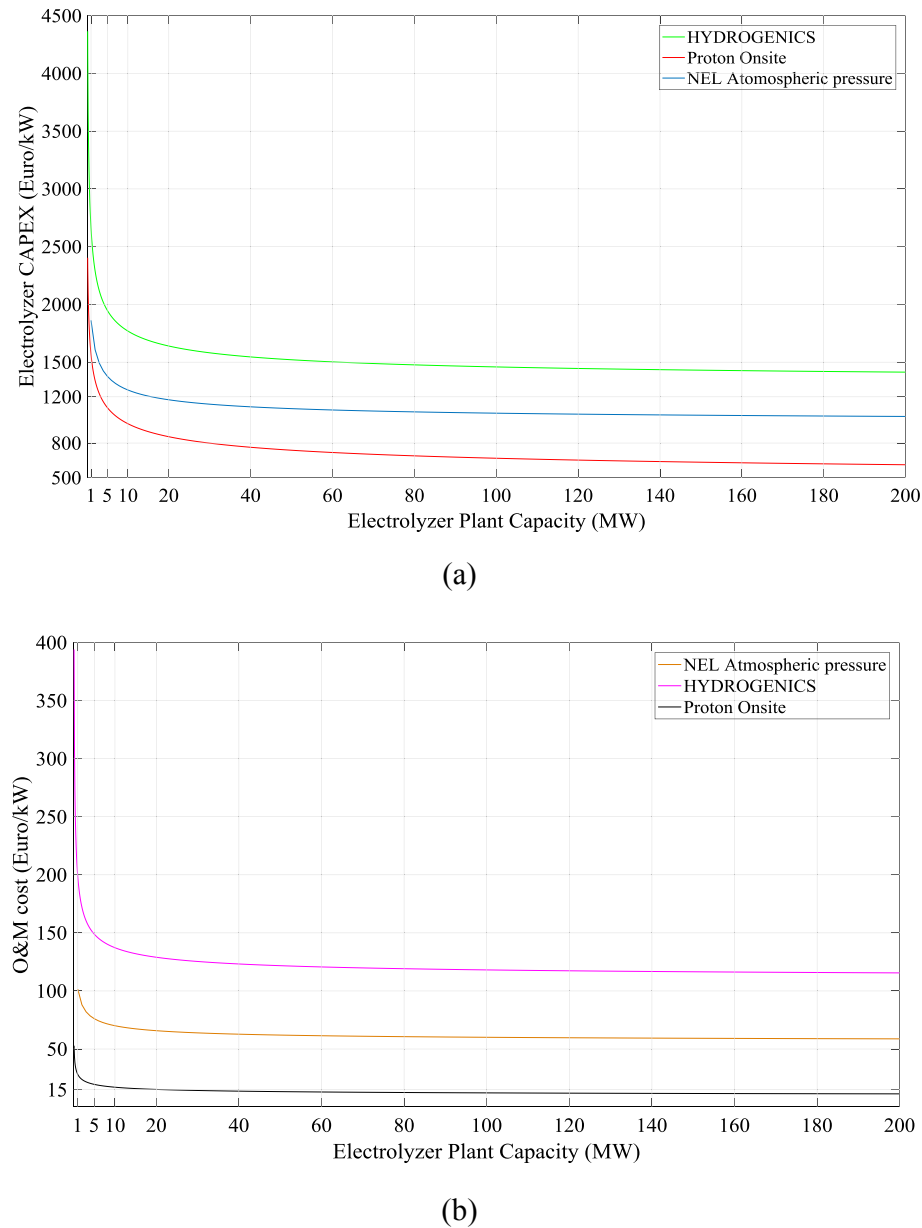 4500
4000
3500
3000
2500
2000
1500
1200
800
500
Electrolyzer CAPEX (Euro/kW)
HYDROGENICS
Proton Onsite
NEL Atomospheric pressure
1 5 10 20 40 60 80 100 120 140 160 180 200
Electrolyzer Plant Capacity (MW)
(a)
400
350
300
250
200
150
100
50
15
O&M cost (Euro/kW)
NEL Atmospheric pressure
HYDROGENICS
Proton Onsite
1 5 10 20 40 60 80 100 120 140 160 180 200
Electrolyzer Plant Capacity (MW)
(b)